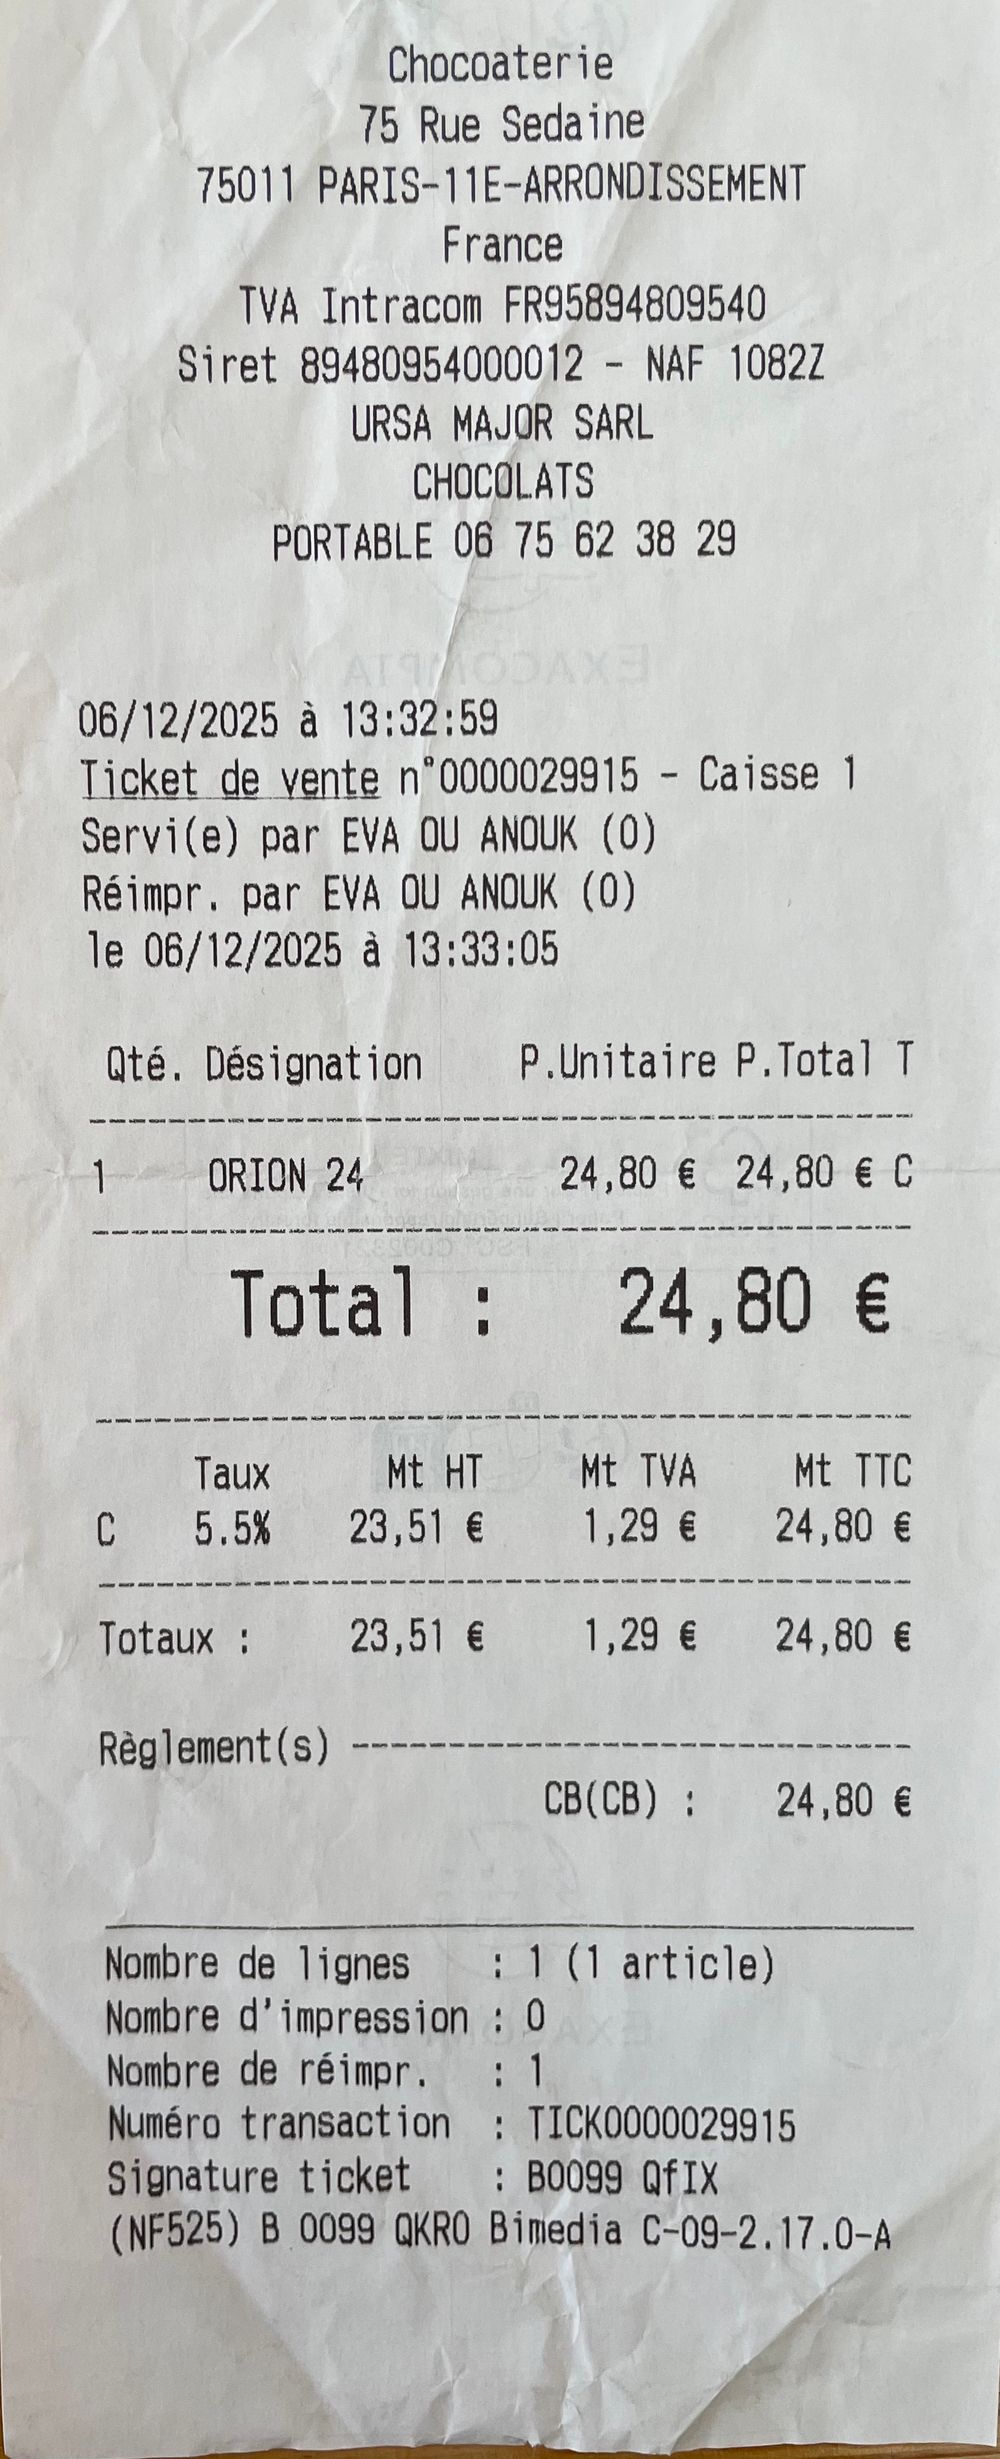 Chocoaterie
75 Rue Sedaine
75011 PARIS-11E-ARRONDISSEMENT
France
TVA Intracom FR95894809540
Siret 89480954000012 - NAF 1082Z
URSA MAJOR SARL
CHOCOLATS
PORTABLE 06 75 62 38 29
EXACOMPTA
06/12/2025 à 13:32:59
Ticket de vente n°0000029915 - Caisse 1
Servi(e) par EVA OU ANOUK (0)
Réimpr. par EVA OU ANOUK (0)
le 06/12/2025 à 13:33:05
Qté. Désignation P.Unitaire P.Total T
1 ORION 24 24,80 € 24,80 € C
Total : 24,80 €
Taux Mt HT Mt TVA Mt TTC
C 5.5% 23,51 € 1,29 € 24,80 €
Totaux : 23,51 € 1,29 € 24,80 €
Règlement(s) -----------------------------
CB(CB) : 24,80 €
Nombre de lignes : 1 (1 article)
Nombre d'impression : 0
Nombre de réimpr. : 1
Numéro transaction : TICK0000029915
Signature ticket : B0099 QfIX
(NF525) B 0099 QKRO Bimedia C-09-2.17.0-A